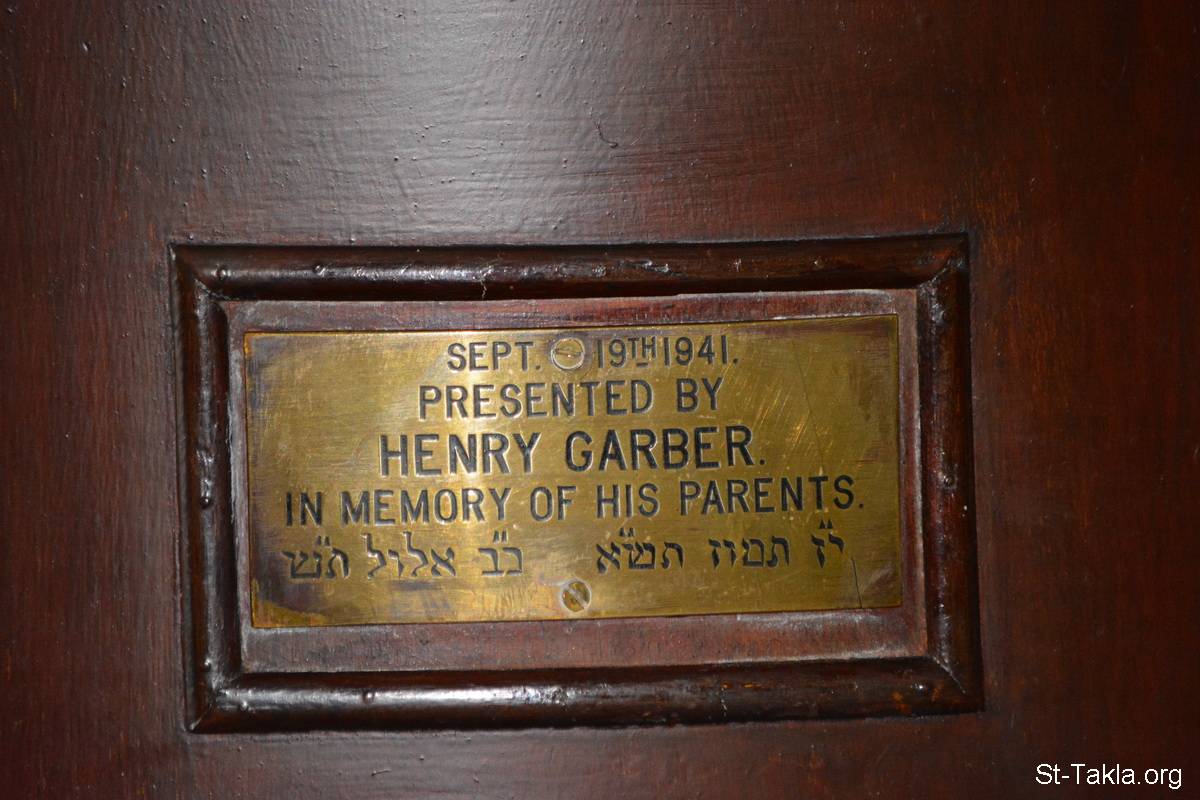 SEPT. 19TH 1941.
PRESENTED BY
HENRY GARBER.
IN MEMORY OF HIS PARENTS.
י"ז תמוז תש"א כ"ב אלול ת"ש
St-Takla.org